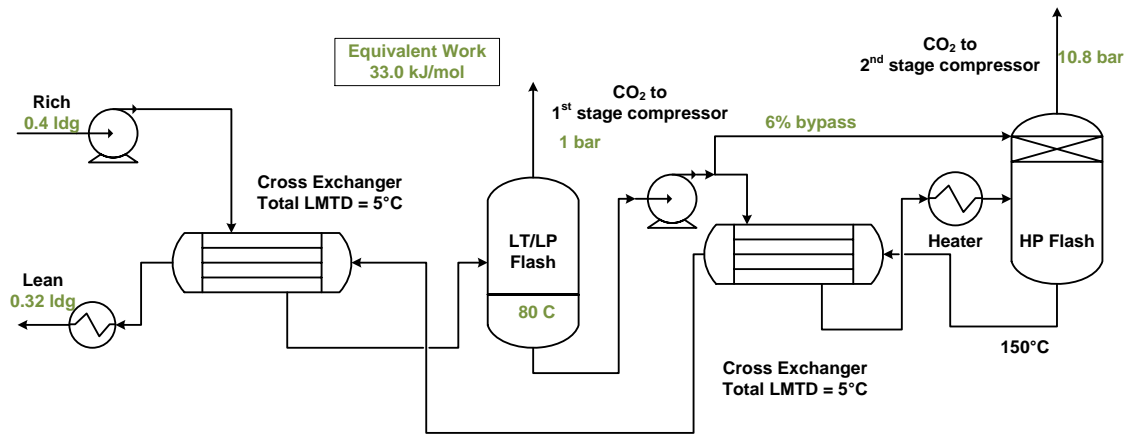 Equivalent Work
33.0 kJ/mol
CO2 to
2nd stage compressor
10.8 bar
Rich
0.4 ldg
CO2 to
1st stage compressor
1 bar
6% bypass
Cross Exchanger
Total LMTD = 5°C
LT/LP
Flash
80 C
Heater
HP Flash
Lean
0.32 ldg
150°C
Cross Exchanger
Total LMTD = 5°C